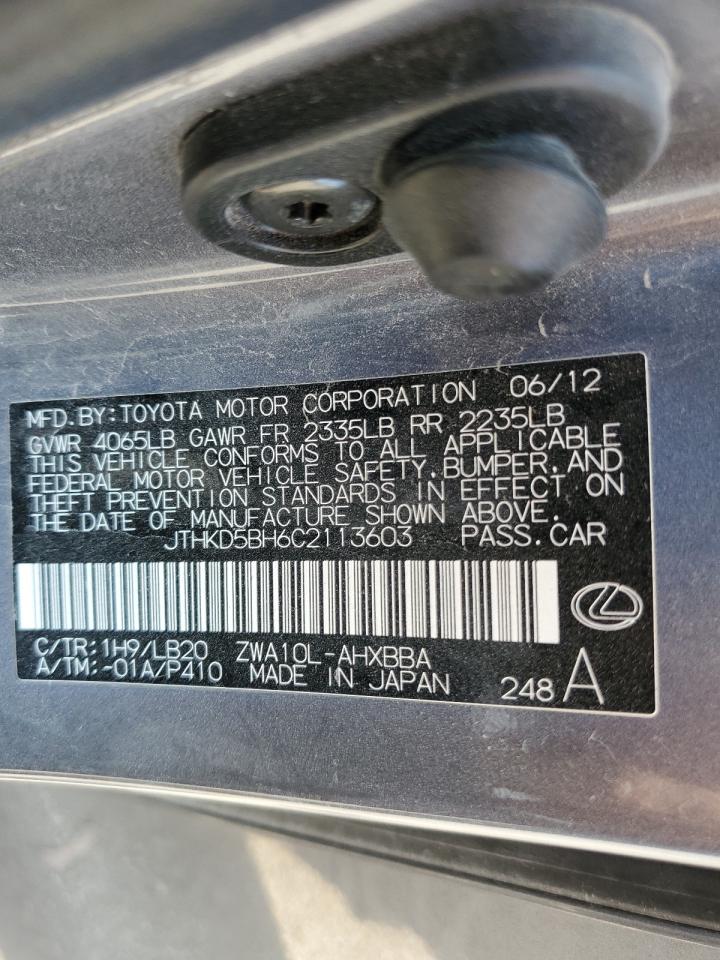 MFD.BY:TOYOTA MOTOR CORPORATION 06/12
GVWR 4065LB GAWR FR 2335LB RR 2235LB
THIS VEHICLE CONFORMS TO ALL APPLICABLE
FEDERAL MOTOR VEHICLE SAFETY,BUMPER,AND
THEFT PREVENTION STANDARDS IN EFFECT ON
THE DATE OF MANUFACTURE SHOWN ABOVE.
JTHKD5BH6C2113603 PASS.CAR
C/TR:1H9/LB20 ZWA10L-AHXBBA
A/TM:-01A/P410 MADE IN JAPAN 248 A